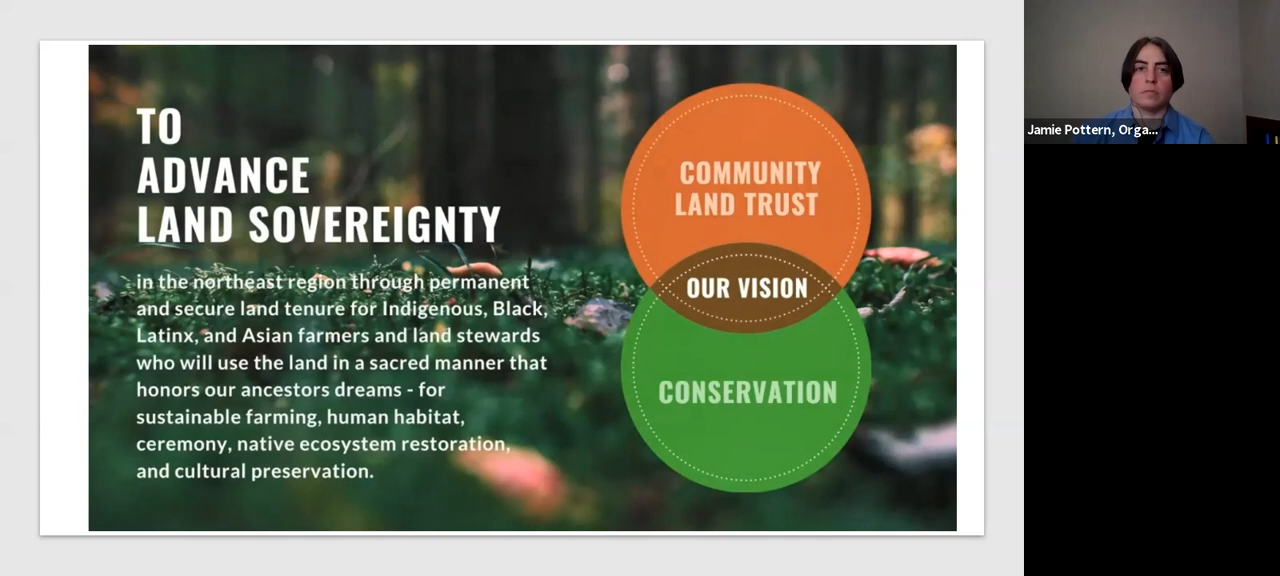 TO
ADVANCE
LAND SOVEREIGNTY
in the northeast region through permanent
and secure land tenure for Indigenous, Black,
Latinx, and Asian farmers and land stewards
who will use the land in a sacred manner that
honors our ancestors dreams - for
sustainable farming, human habitat,
ceremony, native ecosystem restoration,
and cultural preservation.
COMMUNITY
LAND TRUST
OUR VISION
CONSERVATION
Jamie Pottern, Orga...